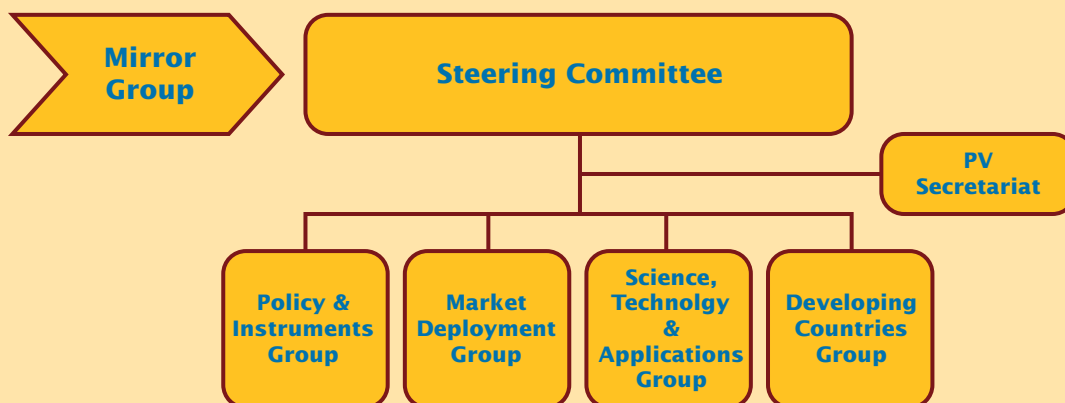 Mirror
Group
Steering Committee
PV
Secretariat
Policy &
Instruments
Group
Market
Deployment
Group
Science,
Technolgy
&
Applications
Group
Developing
Countries
Group